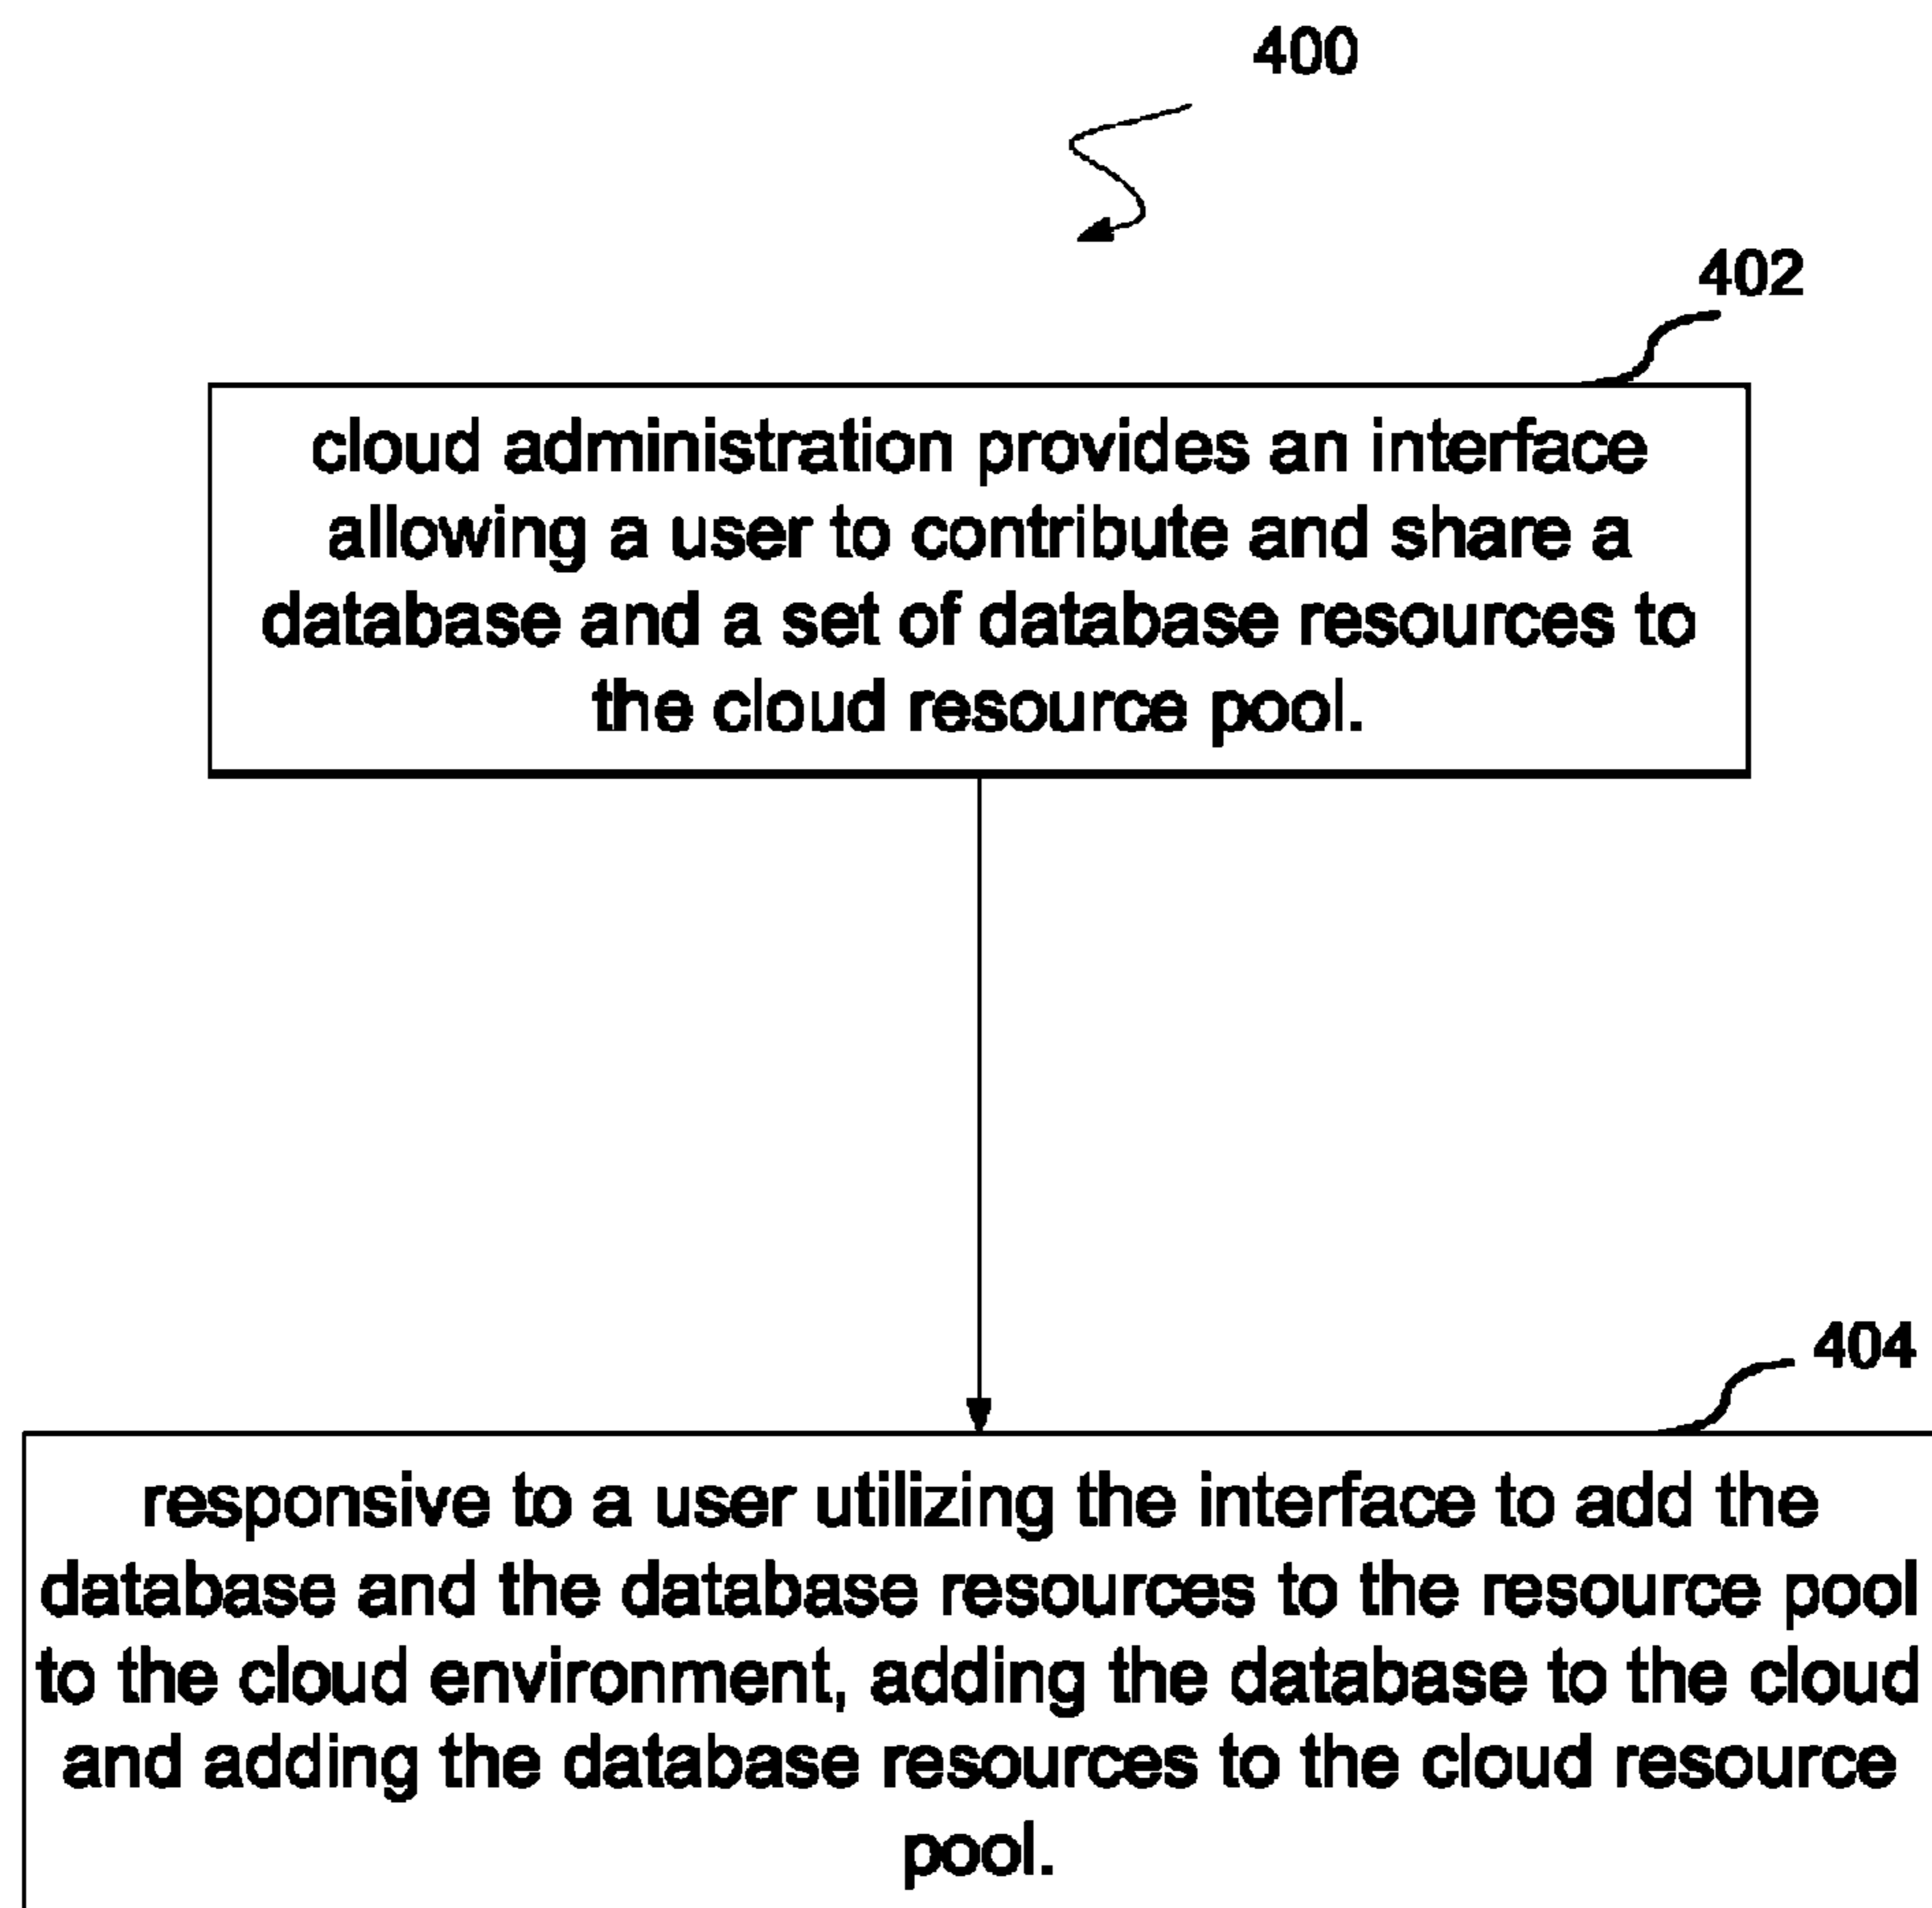 400
402
cloud administration provides an interface
allowing a user to contribute and share a
database and a set of database resources to
the cloud resource pool.
404
responsive to a user utilizing the interface to add the
database and the database resources to the resource pool
to the cloud environment, adding the database to the cloud
and adding the database resources to the cloud resource
pool.